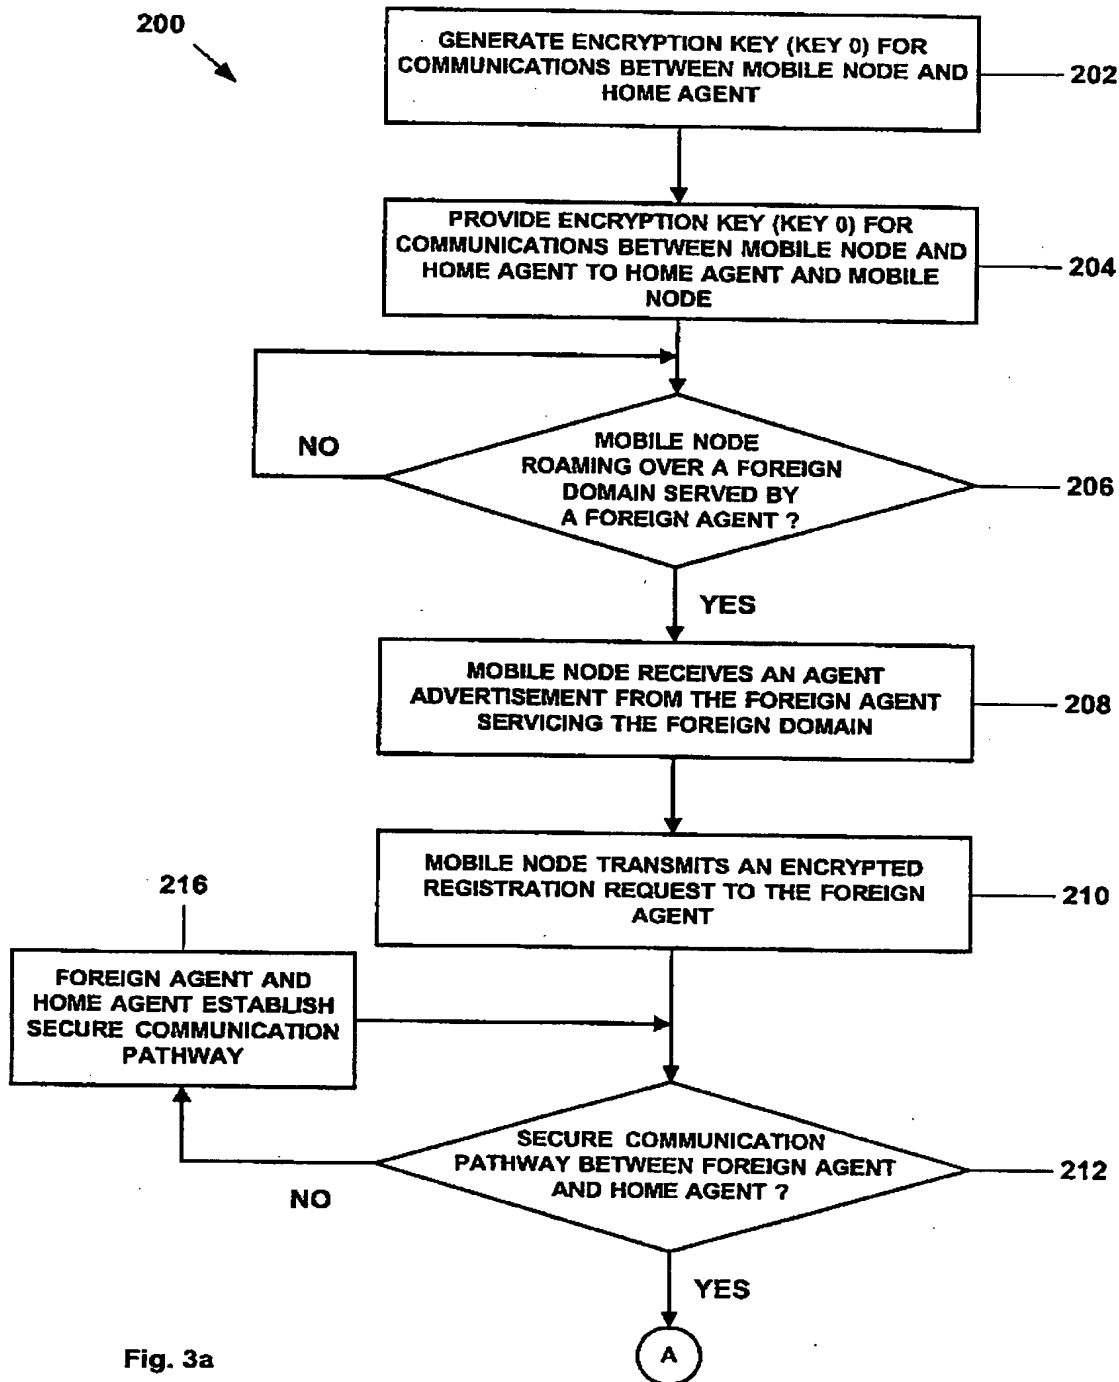 200
GENERATE ENCRYPTION KEY (KEY 0) FOR
COMMUNICATIONS BETWEEN MOBILE NODE AND
HOME AGENT
202
PROVIDE ENCRYPTION KEY (KEY 0) FOR
COMMUNICATIONS BETWEEN MOBILE NODE AND
HOME AGENT TO HOME AGENT AND MOBILE
NODE
204
MOBILE NODE
ROAMING OVER A FOREIGN
DOMAIN SERVED BY
A FOREIGN AGENT ?
NO
206
YES
MOBILE NODE RECEIVES AN AGENT
ADVERTISEMENT FROM THE FOREIGN AGENT
SERVICING THE FOREIGN DOMAIN
208
MOBILE NODE TRANSMITS AN ENCRYPTED
REGISTRATION REQUEST TO THE FOREIGN
AGENT
210
216
FOREIGN AGENT AND
HOME AGENT ESTABLISH
SECURE COMMUNICATION
PATHWAY
SECURE COMMUNICATION
PATHWAY BETWEEN FOREIGN AGENT
AND HOME AGENT ?
212
NO
YES
A
Fig. 3a